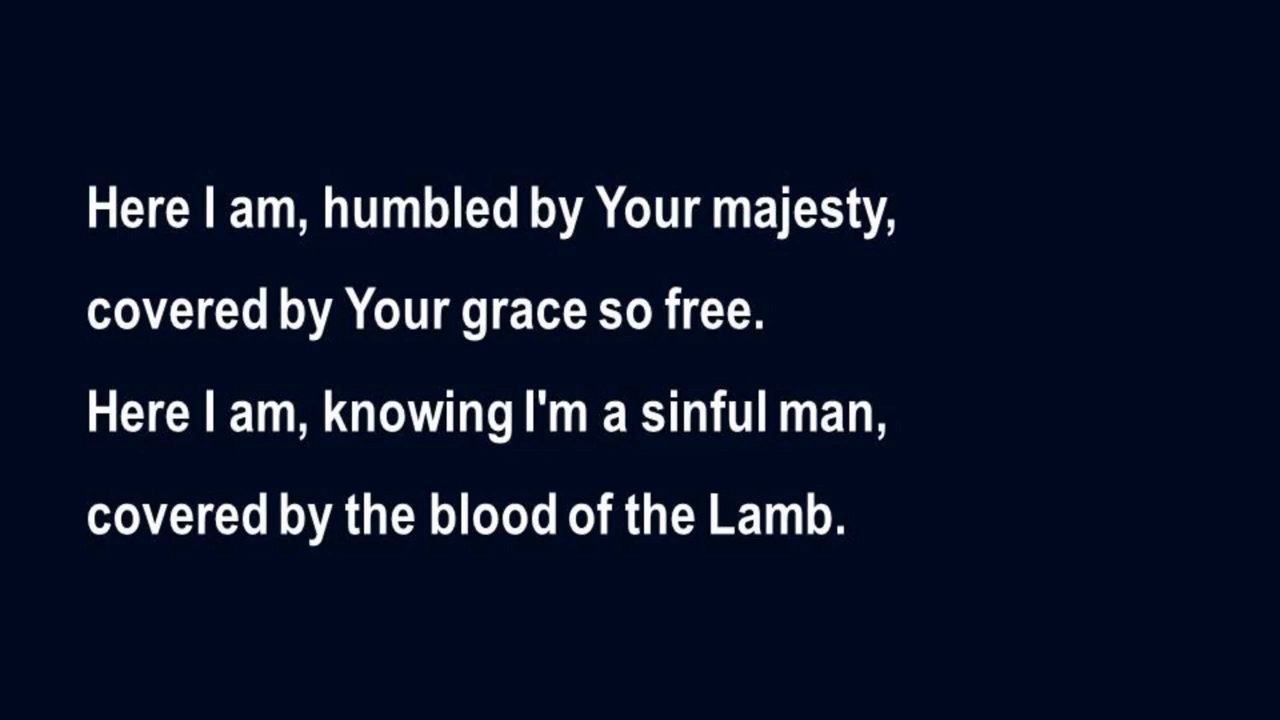 Here I am, humbled by Your majesty,
covered by Your grace so free.
Here I am, knowing I'm a sinful man,
covered by the blood of the Lamb.